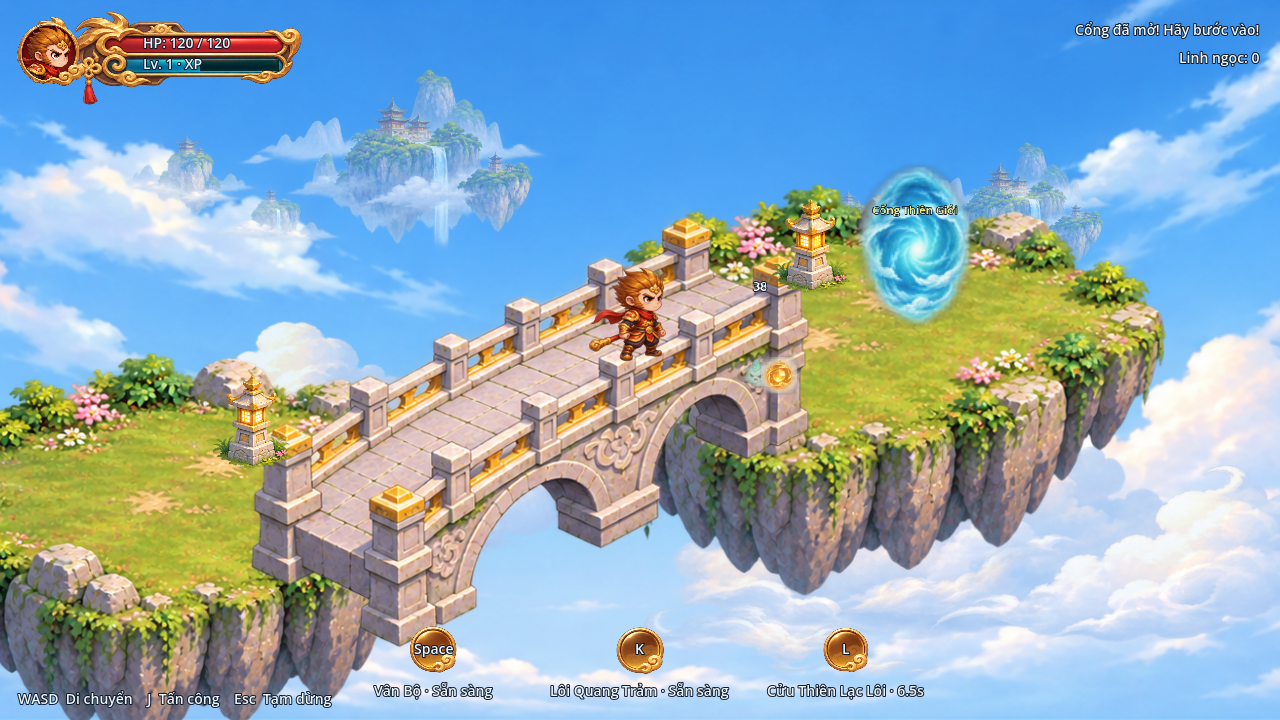 HP: 120 / 120
Lv. 1 · XP
Cổng đã mở! Hãy bước vào!
Linh ngọc: 0
Cổng Thiên Giới
38
Space
K
L
Vân Bộ · Sẵn sàng
Lôi Quang Trảm · Sẵn sàng
Cửu Thiên Lạc Lôi · 6.5s
WASD Di chuyển J Tấn công Esc Tạm dừng